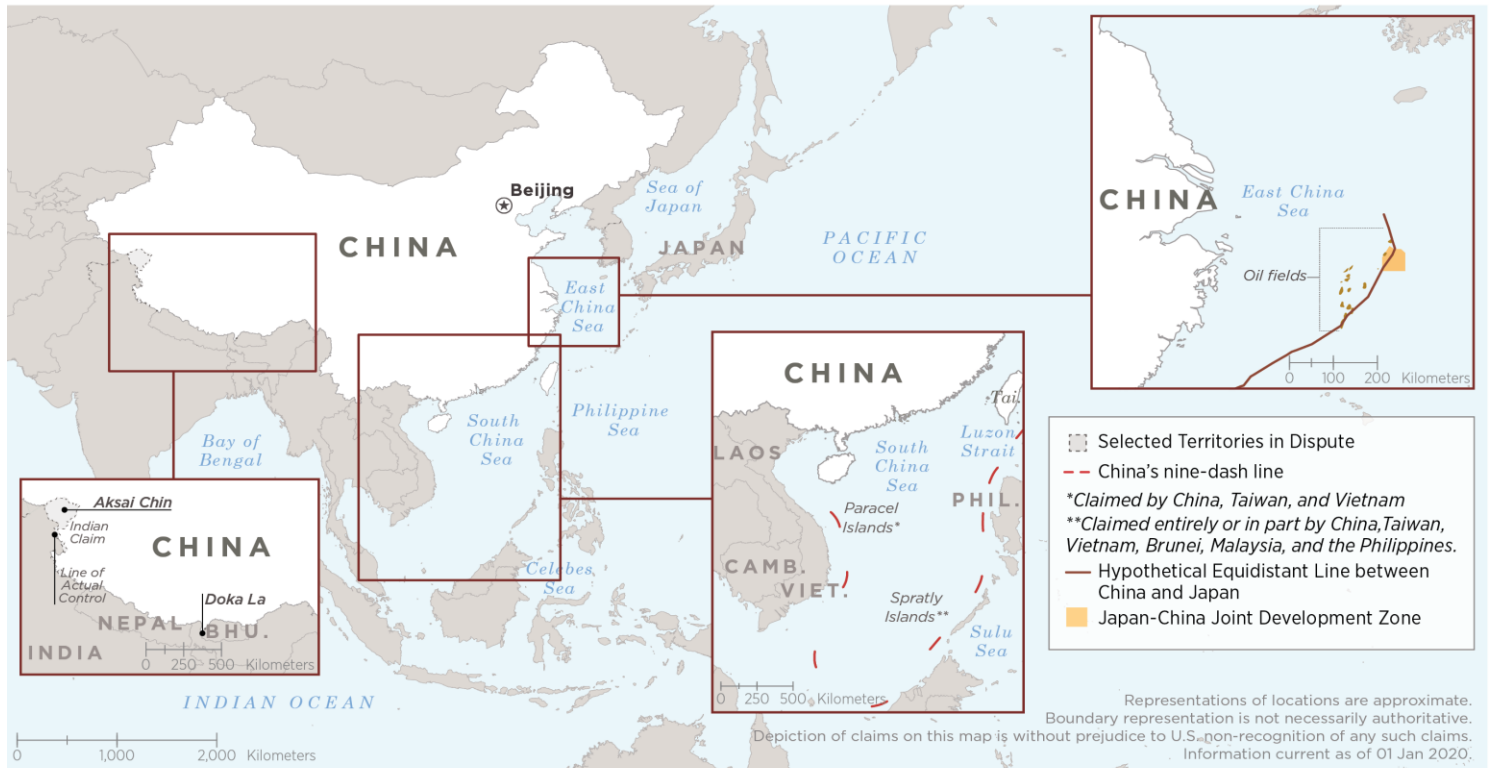 Beijing
CHINA
Sea of
Japan
JAPAN
PACIFIC
OCEAN
East
China
Sea
South
China
Sea
Philippine
Sea
Bay of
Bengal
Celebes
Sea
INDIAN OCEAN
0 1,000 2,000 Kilometers
Aksai Chin
Indian
Claim
CHINA
Line of
Actual
Control
Doka La
NEPAL
BHU.
INDIA
0 250 500 Kilometers
CHINA
Tai.
LAOS
South
China
Sea
Luzon
Strait
PHIL.
Paracel
Islands*
CAMB.
VIET.
Spratly
Islands**
Sulu
Sea
0 250 500 Kilometers
CHINA
East China
Sea
Oil fields
0 100 200 Kilometers
Selected Territories in Dispute
China's nine-dash line
*Claimed by China, Taiwan, and Vietnam
**Claimed entirely or in part by China,Taiwan,
Vietnam, Brunei, Malaysia, and the Philippines.
Hypothetical Equidistant Line between
China and Japan
Japan-China Joint Development Zone
Representations of locations are approximate.
Boundary representation is not necessarily authoritative.
Depiction of claims on this map is without prejudice to U.S. non-recognition of any such claims.
Information current as of 01 Jan 2020.